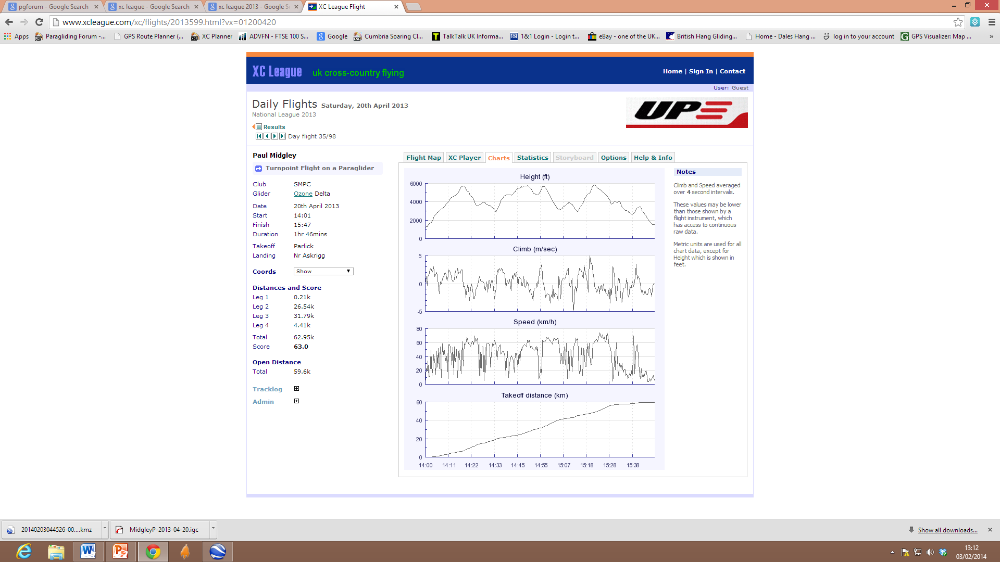 pgforum - Google Search
xc league - Google Search
xc league 2013 - Google S
XC League Flight
www.xcleague.com/xc/flights/2013599.html?vx=01200420
Apps
Paragliding Forum -...
GPS Route Planner (...
XC Planner
ADVFN - FTSE 100 S...
Google
Cumbria Soaring Cl...
TalkTalk UK Informa...
1&1 Login - Login t...
eBay - one of the UK...
British Hang Gliding...
Home - Dales Hang ...
log in to your account
GPS Visualizer: Map ...
»
XC League uk cross-country flying
Home | Sign In | Contact
User: Guest
Daily Flights Saturday, 20th April 2013
National League 2013
UP
Results
Day flight 35/98
Paul Midgley
Turnpoint Flight on a Paraglider
Club SMPC
Glider Ozone Delta
Date 20th April 2013
Start 14:01
Finish 15:47
Duration 1hr 46mins
Takeoff Parlick
Landing Nr Askrigg
Coords Show
Distances and Score
Leg 1 0.21k
Leg 2 26.54k
Leg 3 31.79k
Leg 4 4.41k
Total 62.95k
Score 63.0
Open Distance
Total 59.6k
Tracklog
Admin
Flight Map
XC Player
Charts
Statistics
Storyboard
Options
Help & Info
Height (ft)
6000
4000
2000
0
Climb (m/sec)
5
0
-5
Speed (km/h)
80
60
40
20
0
Takeoff distance (km)
60
40
20
0
14:00 14:11 14:22 14:33 14:45 14:55 15:07 15:18 15:28 15:38
Notes
Climb and Speed averaged
over 4 second intervals.
These values may be lower
than those shown by a
flight instrument, which
has access to continuous
raw data.
Metric units are used for all
chart data, except for
Height which is shown in
feet.
20140203044526-00....kmz
MidgleyP-2013-04-20.igc
Show all downloads...
13:12
03/02/2014